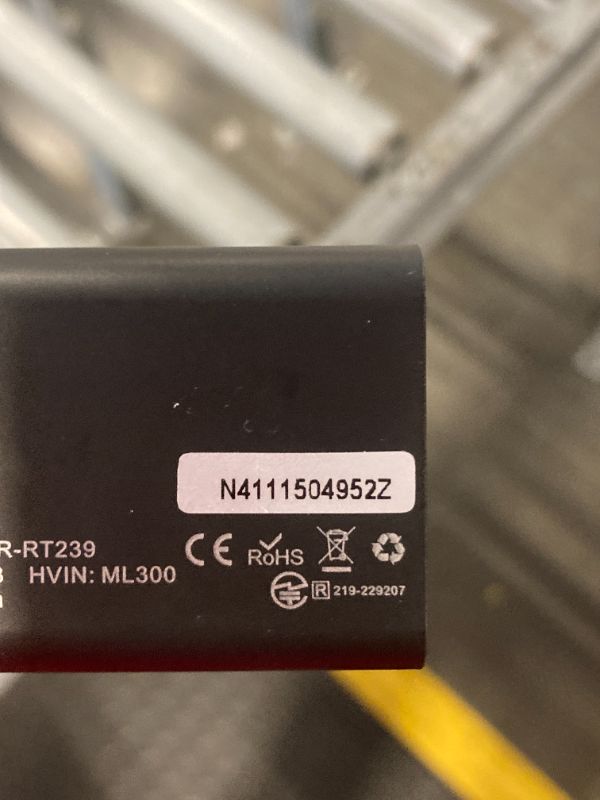 N4111504952Z
R-RT239
CE RoHS
HVIN: ML300
R 219-229207